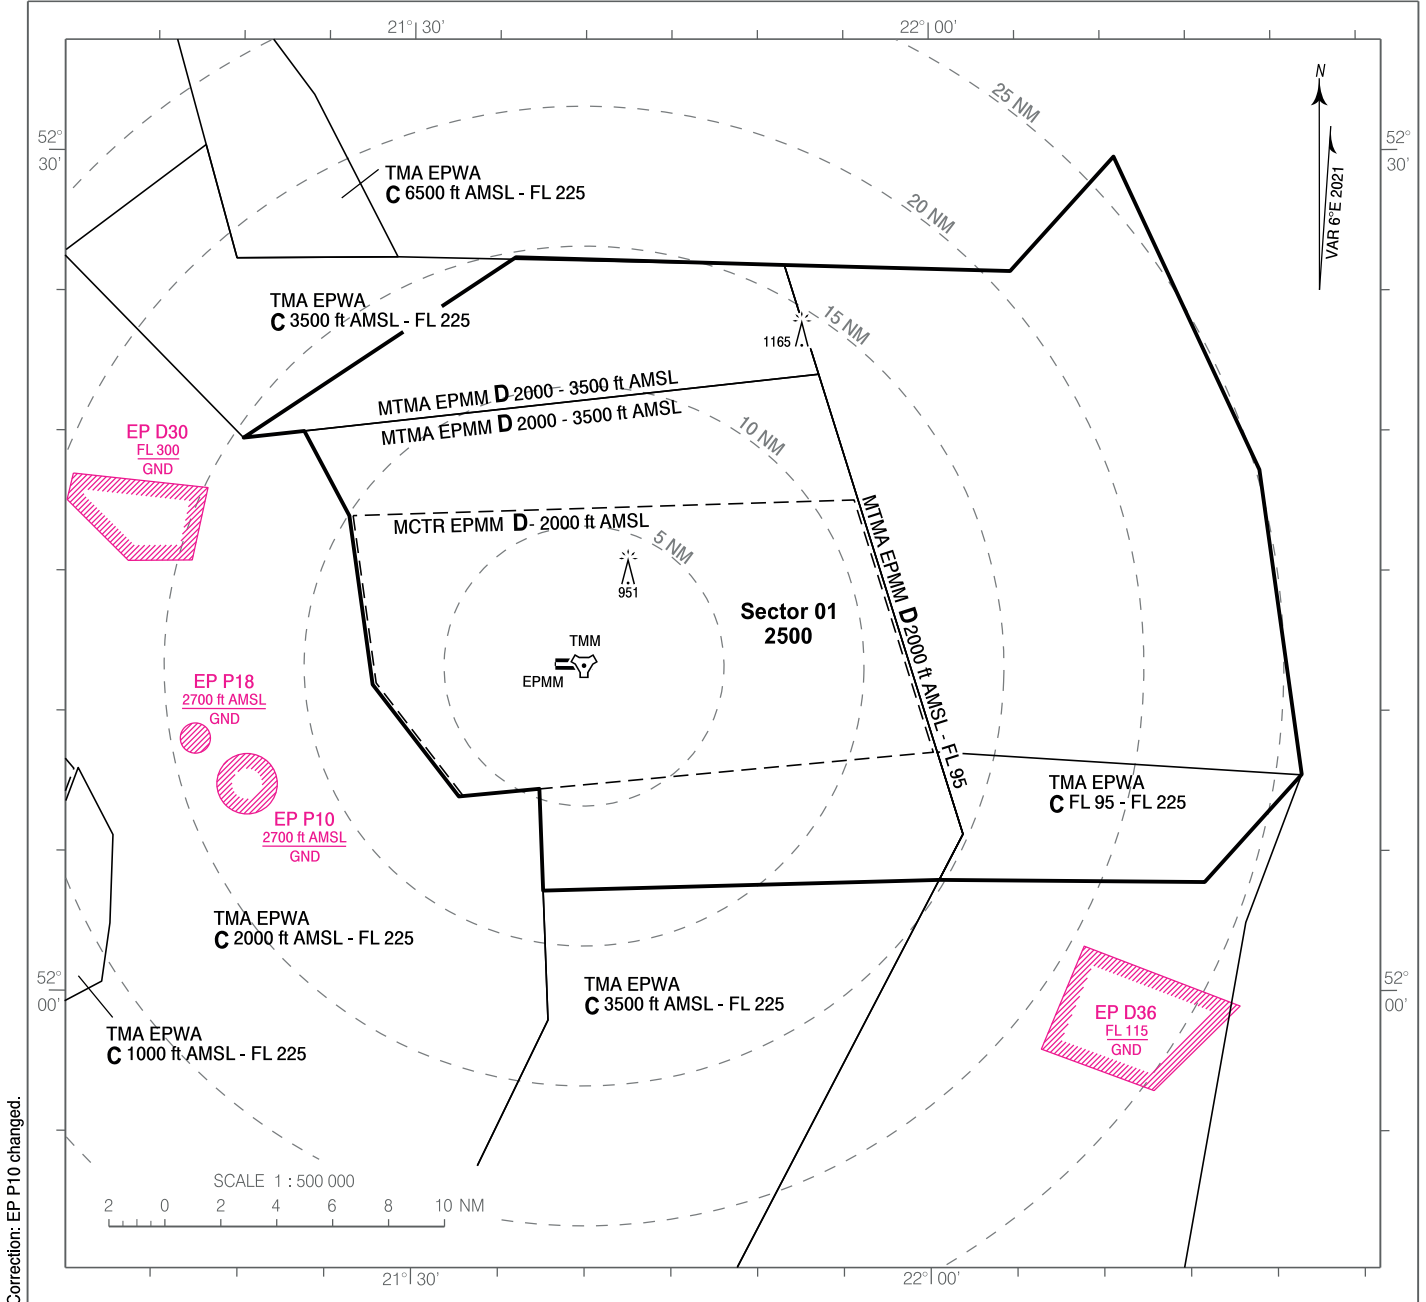 21° 30'
22° 00'
25 NM
N
52°
30'
52°
30'
VAR 6°E 2021
TMA EPWA
C 6500 ft AMSL - FL 225
20 NM
TMA EPWA
C 3500 ft AMSL - FL 225
15 NM
1165
MTMA EPMM D 2000 - 3500 ft AMSL
MTMA EPMM D 2000 - 3500 ft AMSL
10 NM
EP D30
FL 300
GND
MCTR EPMM D - 2000 ft AMSL
MTMA EPMM D 2000 ft AMSL - FL 95
5 NM
951
Sector 01
2500
TMM
EPMM
EP P18
2700 ft AMSL
GND
TMA EPWA
C FL 95 - FL 225
EP P10
2700 ft AMSL
GND
TMA EPWA
C 2000 ft AMSL - FL 225
52°
00'
52°
00'
TMA EPWA
C 3500 ft AMSL - FL 225
EP D36
FL 115
GND
TMA EPWA
C 1000 ft AMSL - FL 225
Correction: EP P10 changed.
SCALE 1 : 500 000
2 0 2 4 6 8 10 NM
21° 30'
22° 00'